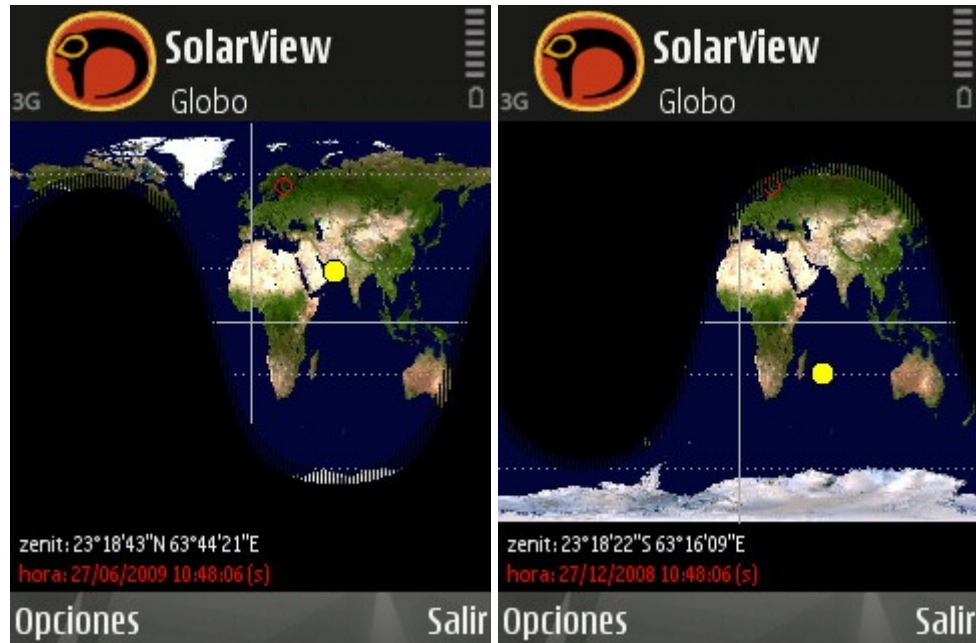 SolarView
3G Globo
zenit: 23°18'43"N 63°44'21"E
hora: 27/06/2009 10:48:06 (s)
Opciones Salir
SolarView
3G Globo
zenit: 23°18'22"S 63°16'09"E
hora: 27/12/2008 10:48:06 (s)
Opciones Salir